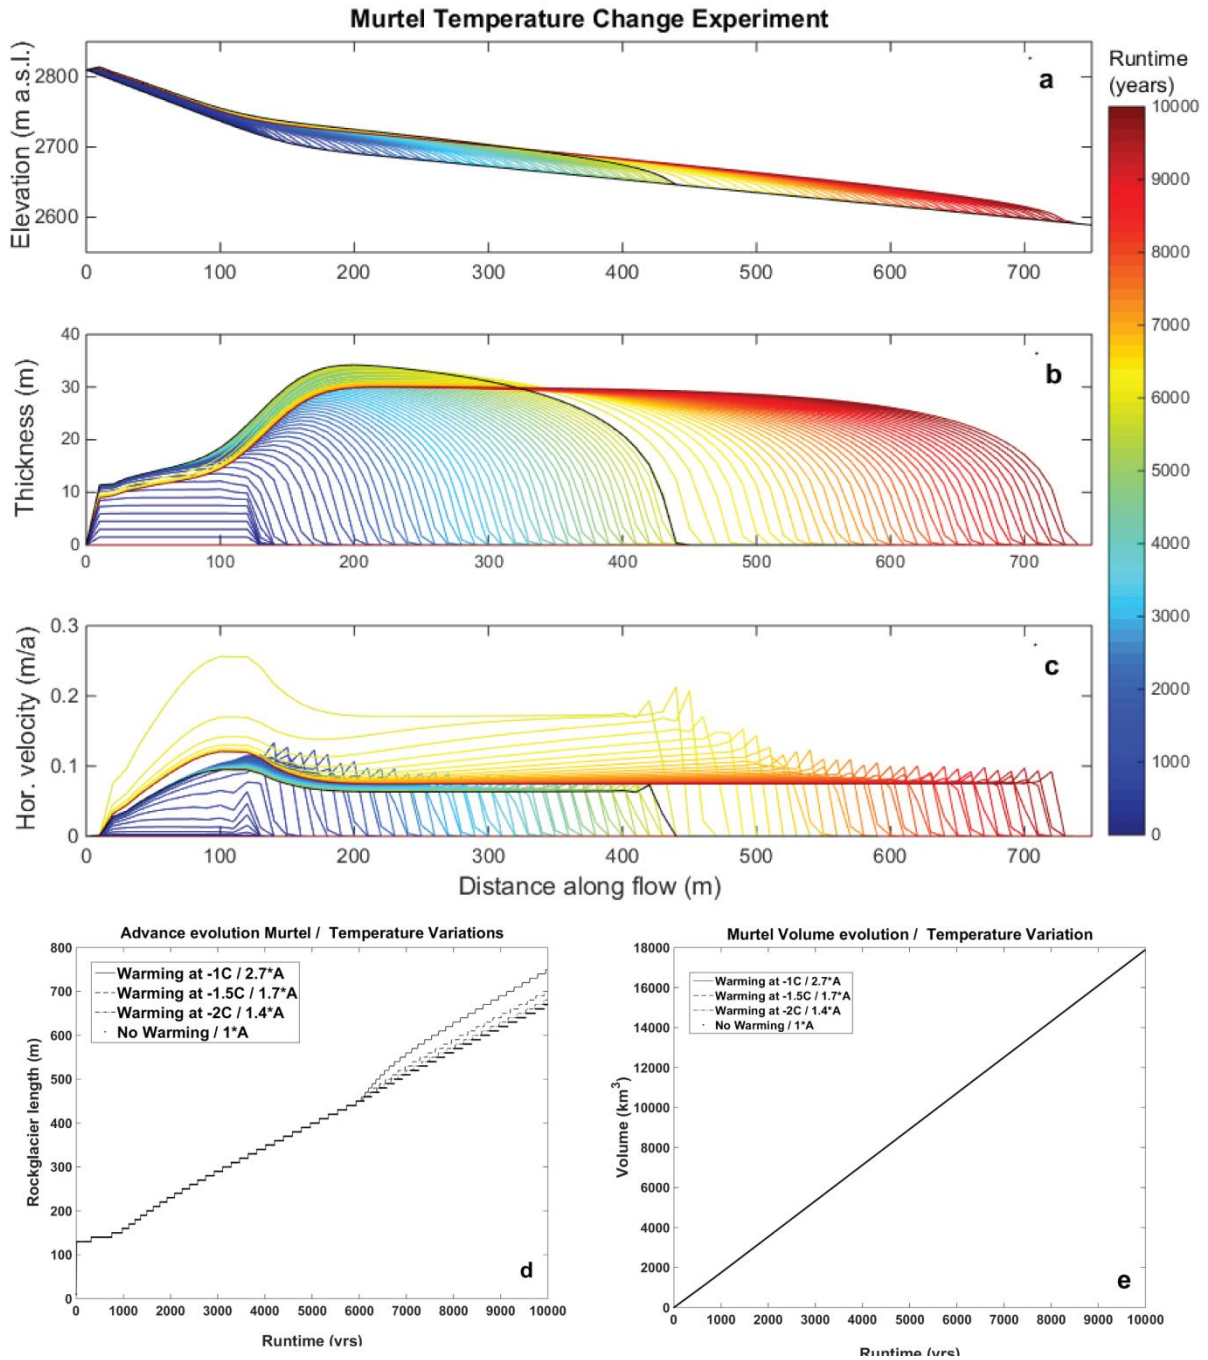 Murtel Temperature Change Experiment
Elevation (m a.s.l.)
2800
2700
2600
a
0 100 200 300 400 500 600 700
Runtime
(years)
10000
9000
8000
7000
6000
5000
4000
3000
2000
1000
0
Thickness (m)
40
30
20
10
0
b
0 100 200 300 400 500 600 700
Hor. velocity (m/a)
0.3
0.2
0.1
0
c
0 100 200 300 400 500 600 700
Distance along flow (m)
Advance evolution Murtel / Temperature Variations
Rockglacier length (m)
800
700
600
500
400
300
200
100
0
Warming at -1C / 2.7*A
Warming at -1.5C / 1.7*A
Warming at -2C / 1.4*A
No Warming / 1*A
d
0 1000 2000 3000 4000 5000 6000 7000 8000 9000 10000
Runtime (yrs)
Murtel Volume evolution / Temperature Variation
Volume (km³)
18000
16000
14000
12000
10000
8000
6000
4000
2000
0
Warming at -1C / 2.7*A
Warming at -1.5C / 1.7*A
Warming at -2C / 1.4*A
No Warming / 1*A
e
0 1000 2000 3000 4000 5000 6000 7000 8000 9000 10000
Runtime (yrs)